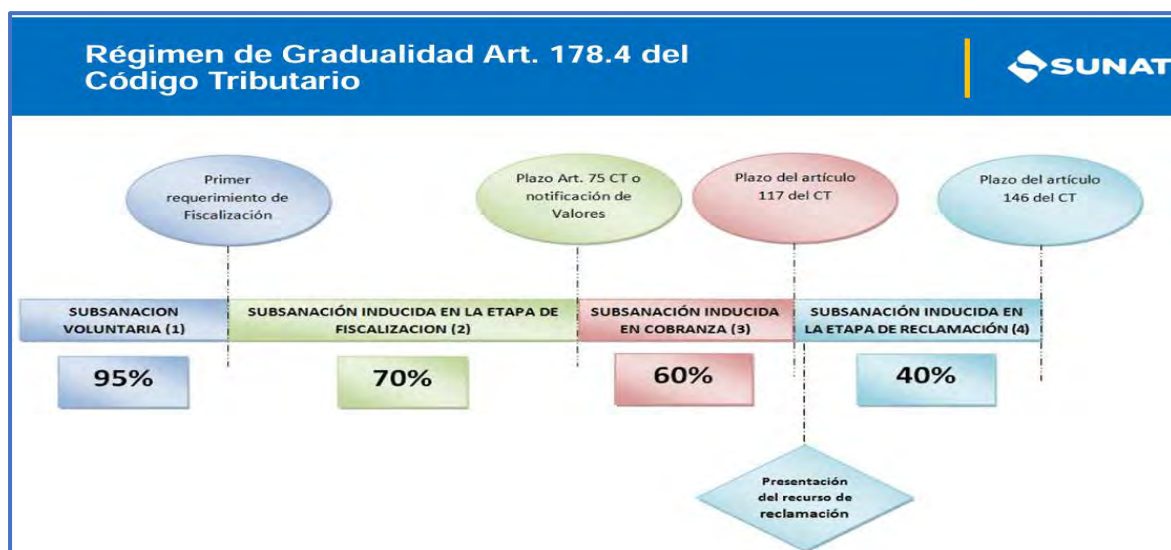 Régimen de Gradualidad Art. 178.4 del
Código Tributario
SUNAT
Primer
requerimiento de
Fiscalización
Plazo Art. 75 CT o
notificación de
Valores
Plazo del artículo
117 del CT
Plazo del artículo
146 del CT
SUBSANACION
VOLUNTARIA (1)
SUBSANACIÓN INDUCIDA EN LA ETAPA DE
FISCALIZACION (2)
SUBSANACIÓN INDUCIDA
EN COBRANZA (3)
SUBSANACIÓN INDUCIDA EN
LA ETAPA DE RECLAMACIÓN (4)
95%
70%
60%
40%
Presentación
del recurso de
reclamación